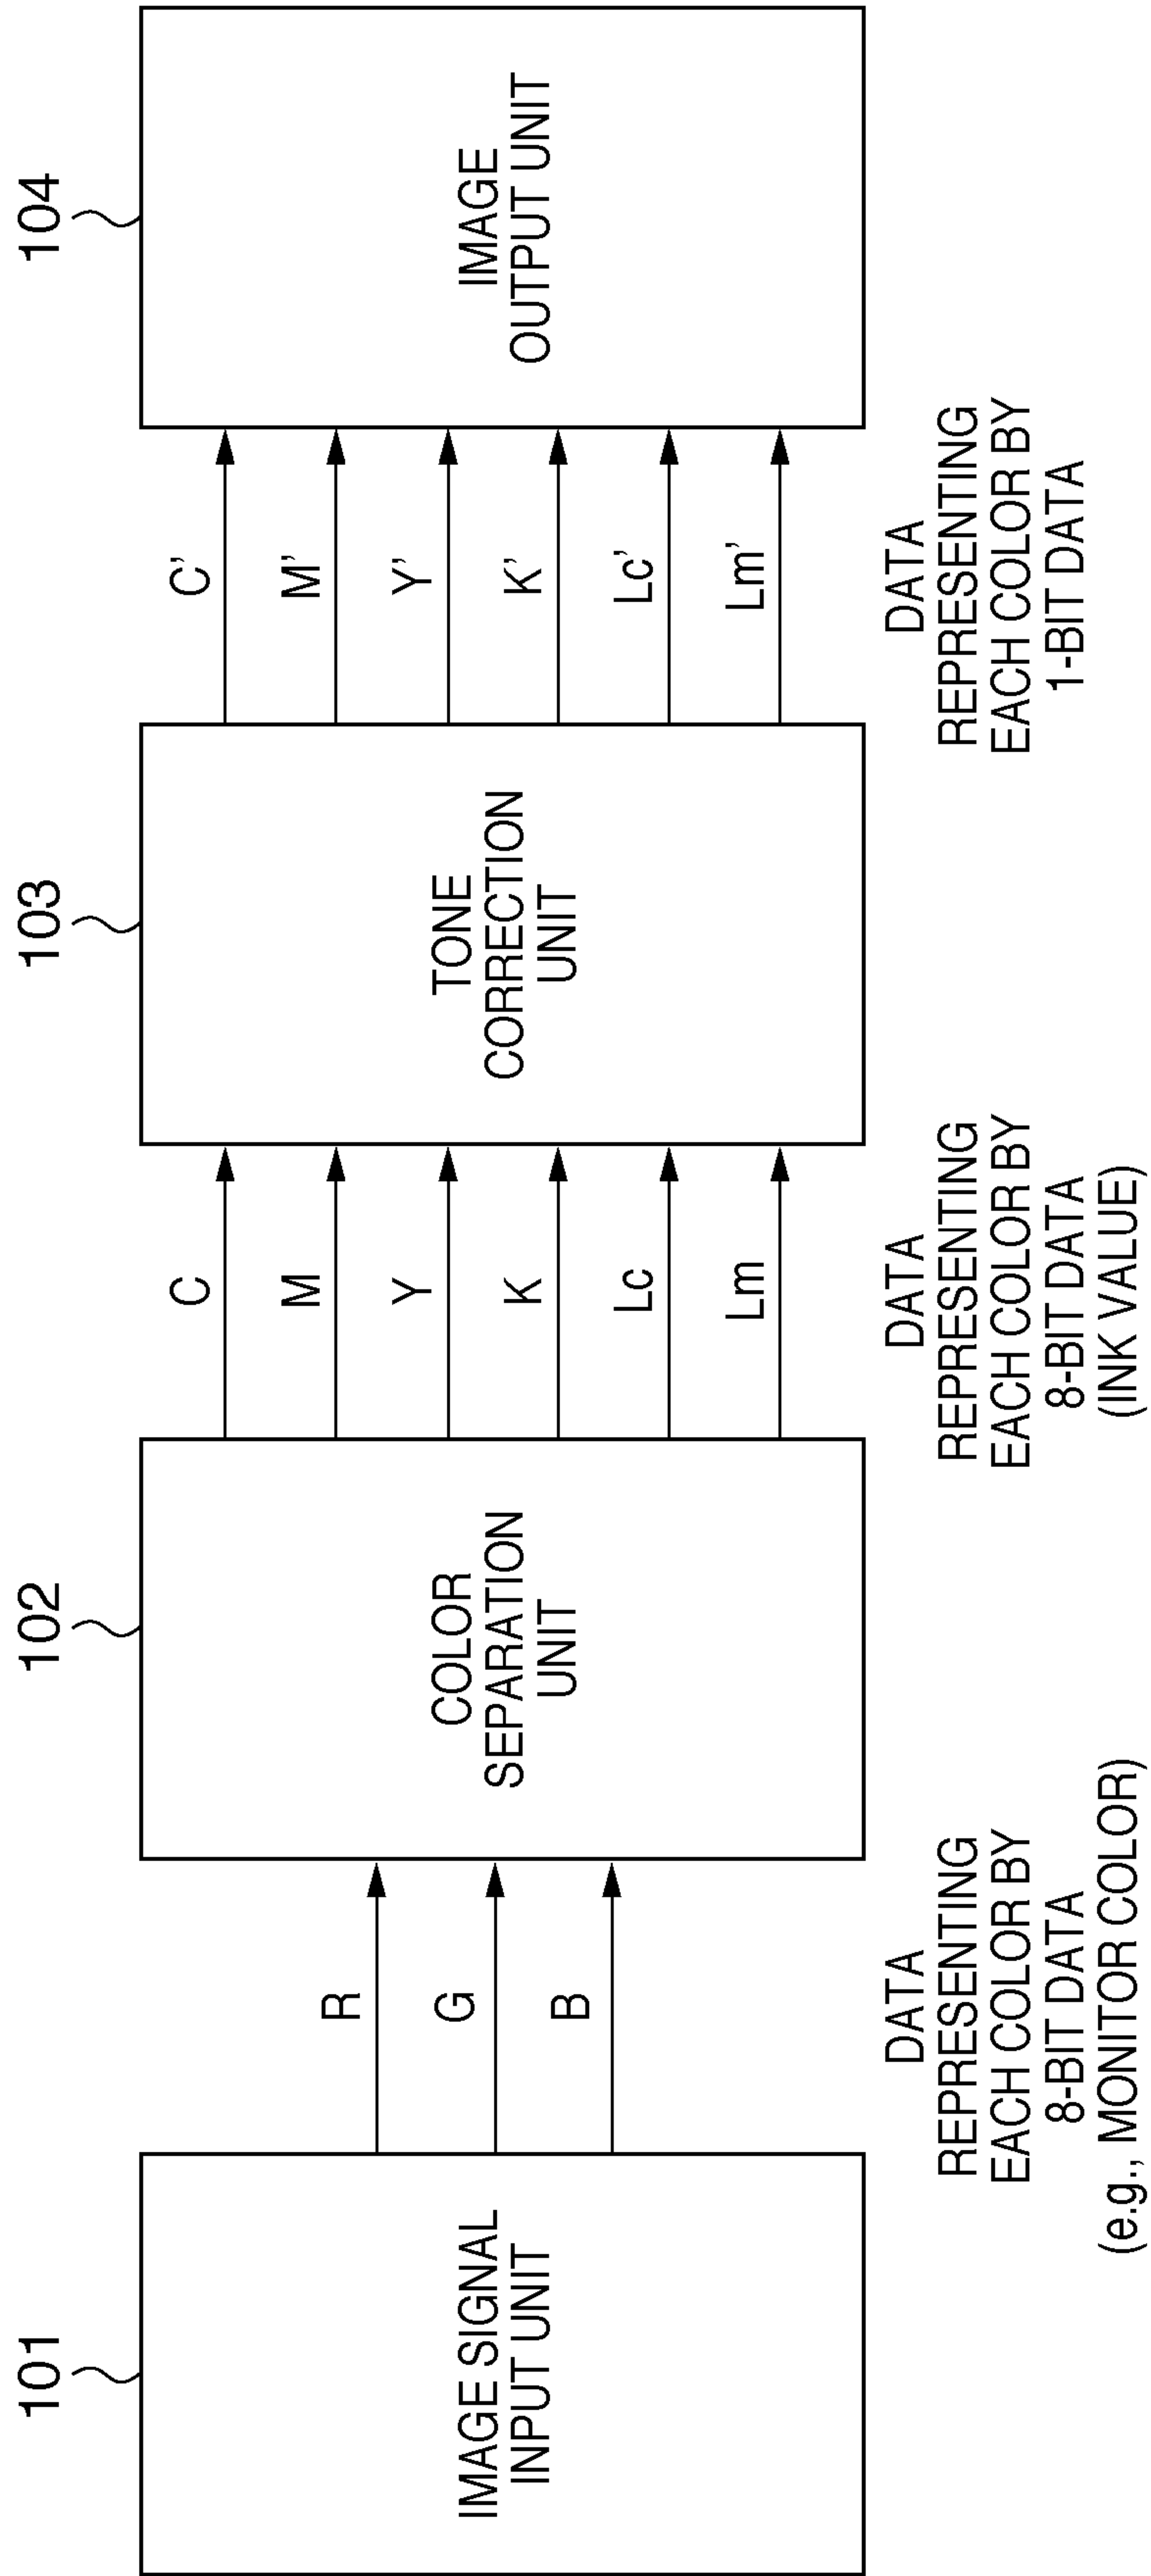 101
IMAGE SIGNAL
INPUT UNIT
R
G
B
DATA
REPRESENTING
EACH COLOR BY
8-BIT DATA
(e.g., MONITOR COLOR)
102
COLOR
SEPARATION
UNIT
C
M
Y
K
Lc
Lm
DATA
REPRESENTING
EACH COLOR BY
8-BIT DATA
(INK VALUE)
103
TONE
CORRECTION
UNIT
C'
M'
Y'
K'
Lc'
Lm'
DATA
REPRESENTING
EACH COLOR BY
1-BIT DATA
104
IMAGE
OUTPUT UNIT